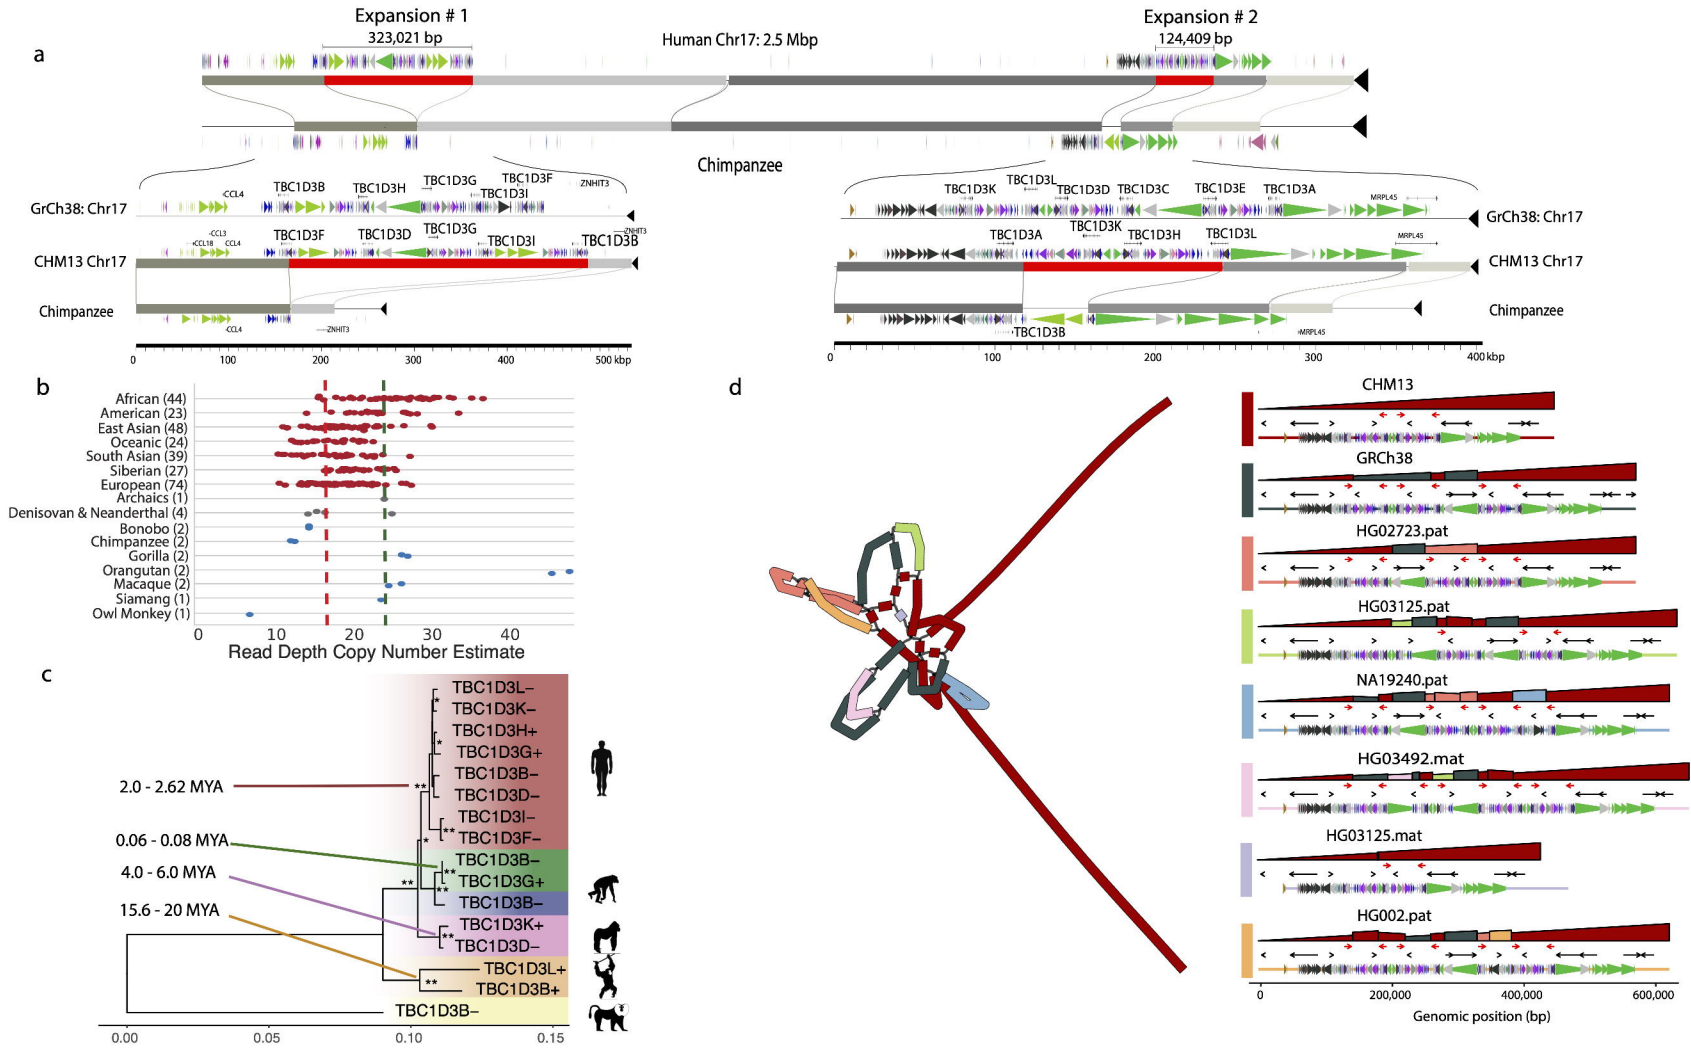 a
Expansion # 1
323,021 bp
Human Chr17: 2.5 Mbp
Expansion # 2
124,409 bp
Chimpanzee
GrCh38: Chr17
CCL4
TBC1D3B
TBC1D3H
TBC1D3G
TBC1D3I
TBC1D3F
ZNHIT3
CHM13 Chr17
CCL18
CCL3
CCL4
TBC1D3F
TBC1D3D
TBC1D3G
TBC1D3I
TBC1D3B
ZNHIT3
Chimpanzee
CCL4
ZNHIT3
0 100 200 300 400 500 kbp
TBC1D3K
TBC1D3L
TBC1D3D
TBC1D3C
TBC1D3E
TBC1D3A
MRPL45
GrCh38: Chr17
TBC1D3A
TBC1D3K
TBC1D3H
TBC1D3L
MRPL45
CHM13 Chr17
Chimpanzee
TBC1D3B
MRPL45
0 100 200 300 400 kbp
b
African (44)
American (23)
East Asian (48)
Oceanic (24)
South Asian (39)
Siberian (27)
European (74)
Archaics (1)
Denisovan & Neanderthal (4)
Bonobo (2)
Chimpanzee (2)
Gorilla (2)
Orangutan (2)
Macaque (2)
Siamang (1)
Owl Monkey (1)
0 10 20 30 40
Read Depth Copy Number Estimate
c
TBC1D3L−
*
TBC1D3K−
TBC1D3H+
*
TBC1D3G+
TBC1D3B−
2.0 - 2.62 MYA
**
TBC1D3D−
TBC1D3I−
**
TBC1D3F−
0.06 - 0.08 MYA
*
TBC1D3B−
4.0 - 6.0 MYA
**
TBC1D3G+
**
**
TBC1D3B−
15.6 - 20 MYA
TBC1D3K+
**
TBC1D3D−
TBC1D3L+
**
TBC1D3B+
TBC1D3B−
0.00 0.05 0.10 0.15
d
CHM13
GRCh38
HG02723.pat
HG03125.pat
NA19240.pat
HG03492.mat
HG03125.mat
HG002.pat
0 200,000 400,000 600,000
Genomic position (bp)